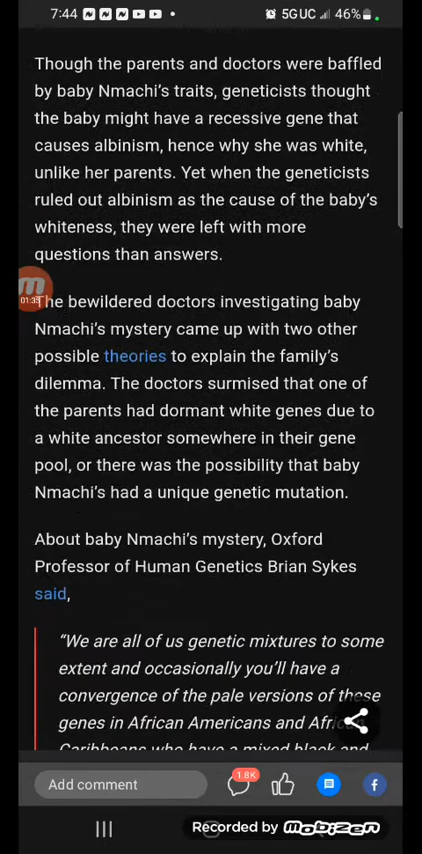 7:44
5GUC
46%
Though the parents and doctors were baffled
by baby Nmachi's traits, geneticists thought
the baby might have a recessive gene that
causes albinism, hence why she was white,
unlike her parents. Yet when the geneticists
ruled out albinism as the cause of the baby's
whiteness, they were left with more
questions than answers.
01:35
The bewildered doctors investigating baby
Nmachi's mystery came up with two other
possible theories to explain the family's
dilemma. The doctors surmised that one of
the parents had dormant white genes due to
a white ancestor somewhere in their gene
pool, or there was the possibility that baby
Nmachi's had a unique genetic mutation.
About baby Nmachi's mystery, Oxford
Professor of Human Genetics Brian Sykes
said,
“We are all of us genetic mixtures to some
extent and occasionally you'll have a
convergence of the pale versions of these
genes in African Americans and
Caribbeans who have a mixed black and
Add comment
1.8K
Recorded by mobizen